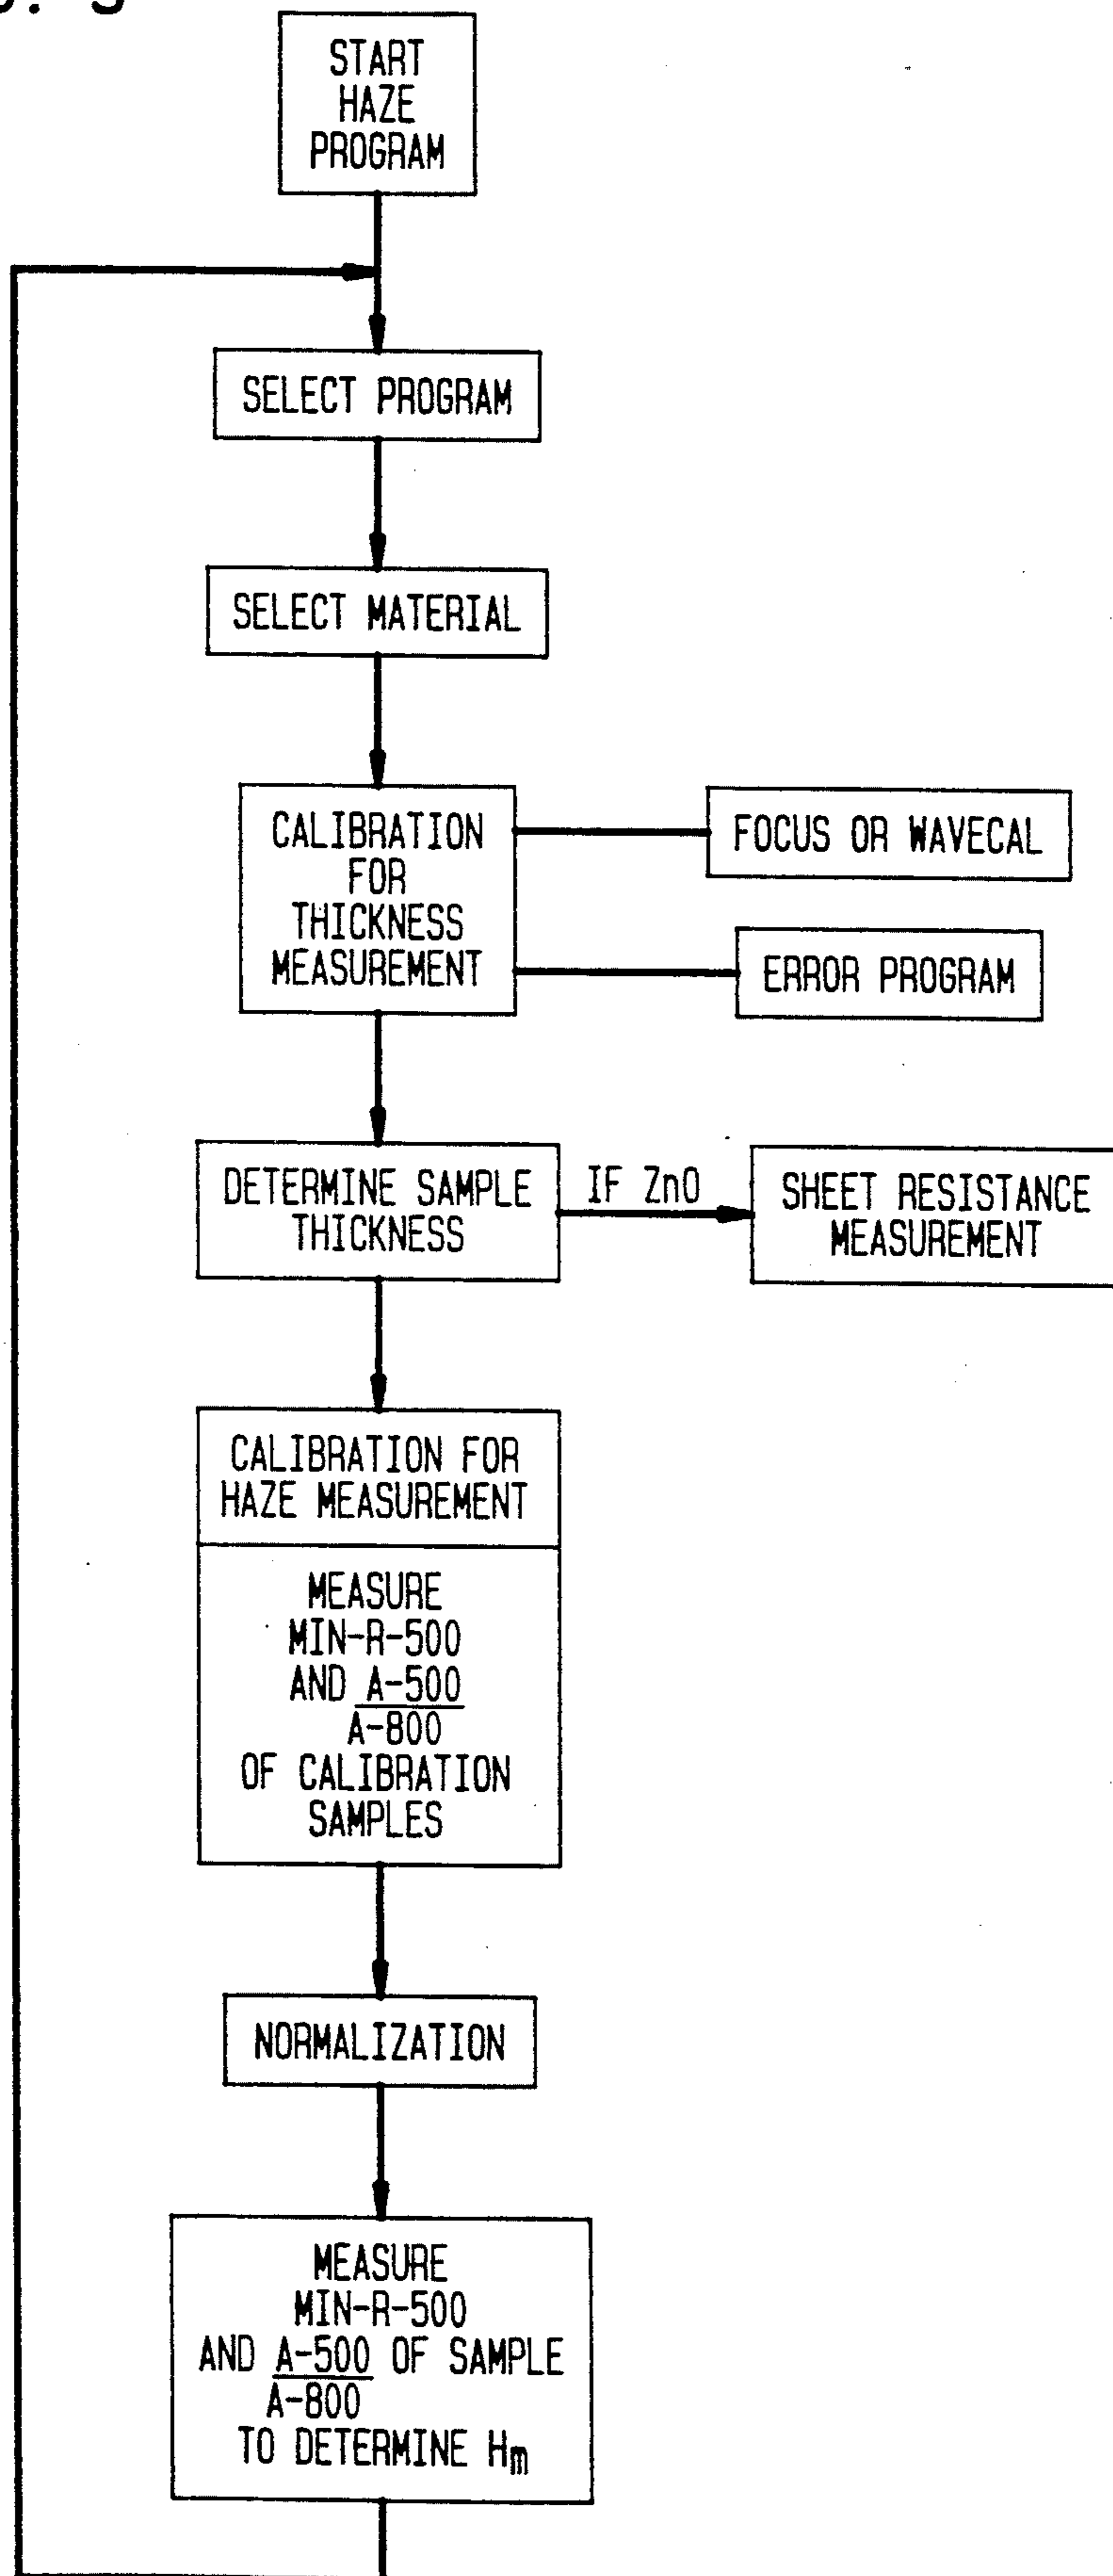 START
HAZE
PROGRAM
SELECT PROGRAM
SELECT MATERIAL
CALIBRATION
FOR
THICKNESS
MEASUREMENT
FOCUS OR WAVECAL
ERROR PROGRAM
DETERMINE SAMPLE
THICKNESS
IF ZnO
SHEET RESISTANCE
MEASUREMENT
CALIBRATION FOR
HAZE MEASUREMENT
MEASURE
MIN-R-500
AND A-500
A-800
OF CALIBRATION
SAMPLES
NORMALIZATION
MEASURE
MIN-R-500
AND A-500 OF SAMPLE
A-800
TO DETERMINE Hm